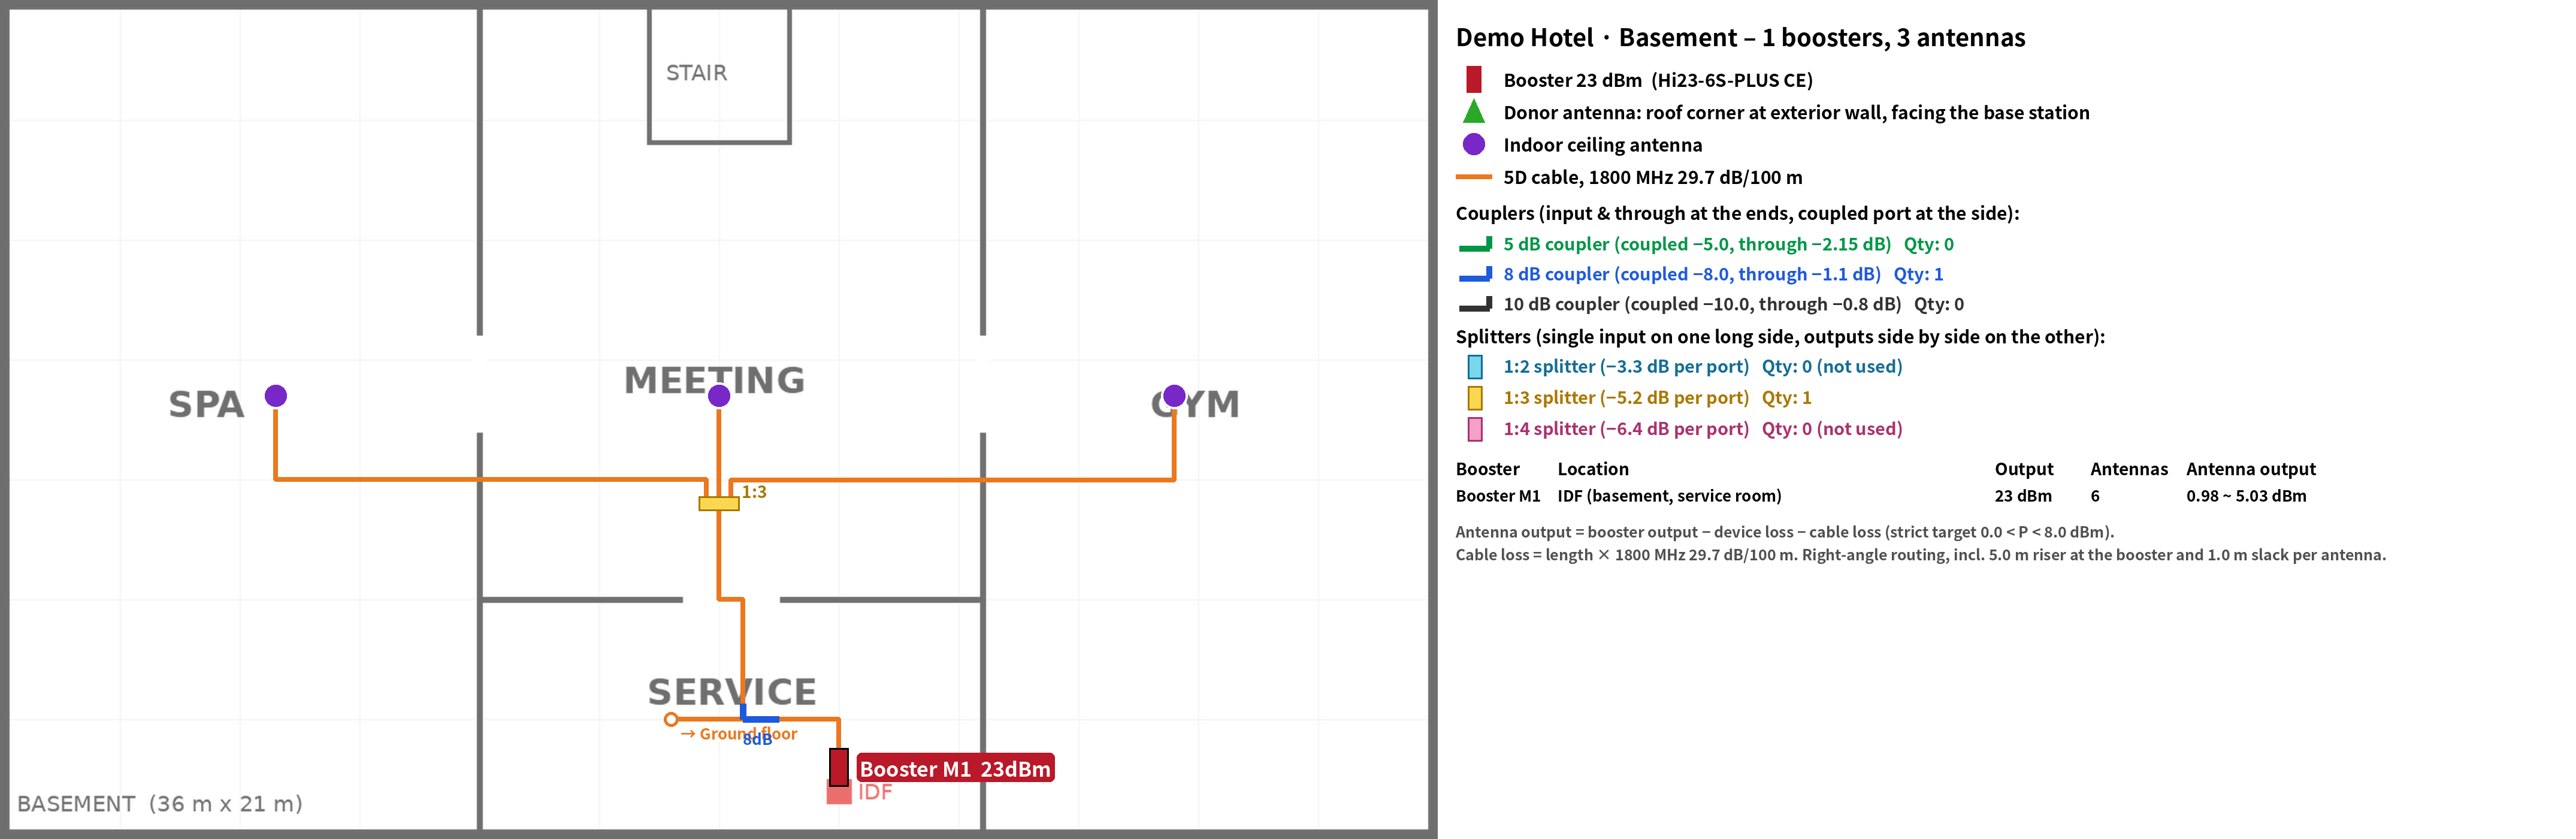 STAIR
MEETING
SPA
GYM
1:3
SERVICE
→ Ground floor
8dB
Booster M1 23dBm
IDF
BASEMENT (36 m x 21 m)
Demo Hotel · Basement – 1 boosters, 3 antennas
Booster 23 dBm (Hi23-6S-PLUS CE)
Donor antenna: roof corner at exterior wall, facing the base station
Indoor ceiling antenna
5D cable, 1800 MHz 29.7 dB/100 m
Couplers (input & through at the ends, coupled port at the side):
5 dB coupler (coupled −5.0, through −2.15 dB) Qty: 0
8 dB coupler (coupled −8.0, through −1.1 dB) Qty: 1
10 dB coupler (coupled −10.0, through −0.8 dB) Qty: 0
Splitters (single input on one long side, outputs side by side on the other):
1:2 splitter (−3.3 dB per port) Qty: 0 (not used)
1:3 splitter (−5.2 dB per port) Qty: 1
1:4 splitter (−6.4 dB per port) Qty: 0 (not used)
Booster Location Output Antennas Antenna output
Booster M1 IDF (basement, service room) 23 dBm 6 0.98 ~ 5.03 dBm
Antenna output = booster output − device loss − cable loss (strict target 0.0 < P < 8.0 dBm).
Cable loss = length × 1800 MHz 29.7 dB/100 m. Right-angle routing, incl. 5.0 m riser at the booster and 1.0 m slack per antenna.